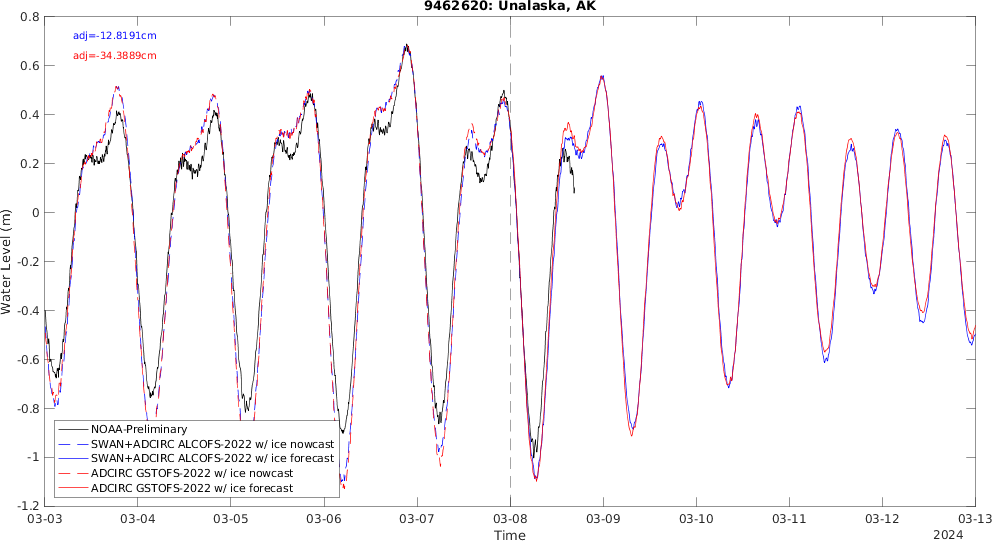 9462620: Unalaska, AK
adj=-12.8191cm
adj=-34.3889cm
0.8
0.6
0.4
0.2
0
-0.2
-0.4
-0.6
-0.8
-1
-1.2
Water Level (m)
NOAA-Preliminary
SWAN+ADCIRC ALCOFS-2022 w/ ice nowcast
SWAN+ADCIRC ALCOFS-2022 w/ ice forecast
ADCIRC GSTOFS-2022 w/ ice nowcast
ADCIRC GSTOFS-2022 w/ ice forecast
03-03 03-04 03-05 03-06 03-07 03-08 03-09 03-10 03-11 03-12 03-13
Time
2024